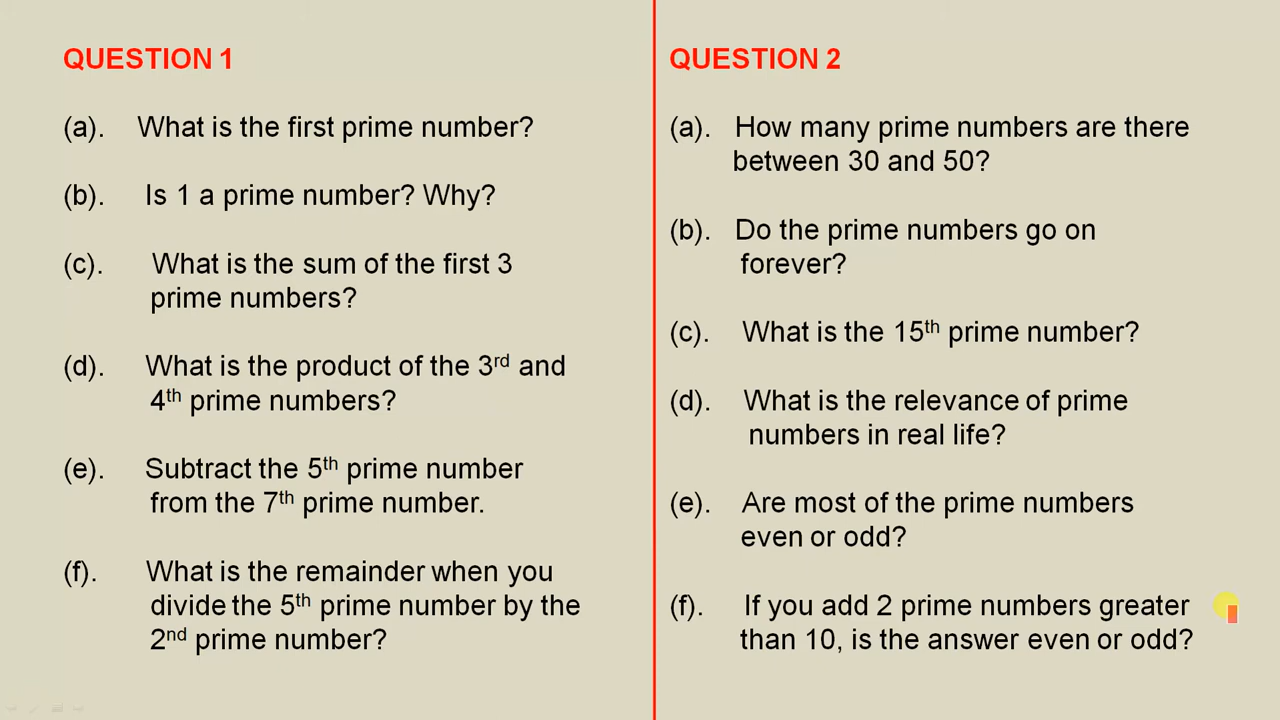 QUESTION 1
(a). What is the first prime number?
(b). Is 1 a prime number? Why?
(c). What is the sum of the first 3
prime numbers?
(d). What is the product of the 3rd and
4th prime numbers?
(e). Subtract the 5th prime number
from the 7th prime number.
(f). What is the remainder when you
divide the 5th prime number by the
2nd prime number?
QUESTION 2
(a). How many prime numbers are there
between 30 and 50?
(b). Do the prime numbers go on
forever?
(c). What is the 15th prime number?
(d). What is the relevance of prime
numbers in real life?
(e). Are most of the prime numbers
even or odd?
(f). If you add 2 prime numbers greater
than 10, is the answer even or odd?